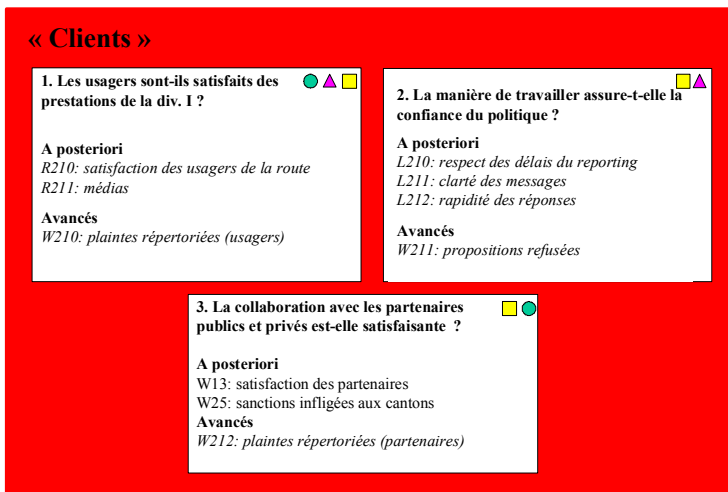 « Clients »
1. Les usagers sont-ils satisfaits des
prestations de la div. I ?
A posteriori
R210: satisfaction des usagers de la route
R211: médias
Avancés
W210: plaintes répertoriées (usagers)
2. La manière de travailler assure-t-elle la
confiance du politique ?
A posteriori
L210: respect des délais du reporting
L211: clarté des messages
L212: rapidité des réponses
Avancés
W211: propositions refusées
3. La collaboration avec les partenaires
publics et privés est-elle satisfaisante ?
A posteriori
W13: satisfaction des partenaires
W25: sanctions infligées aux cantons
Avancés
W212: plaintes répertoriées (partenaires)